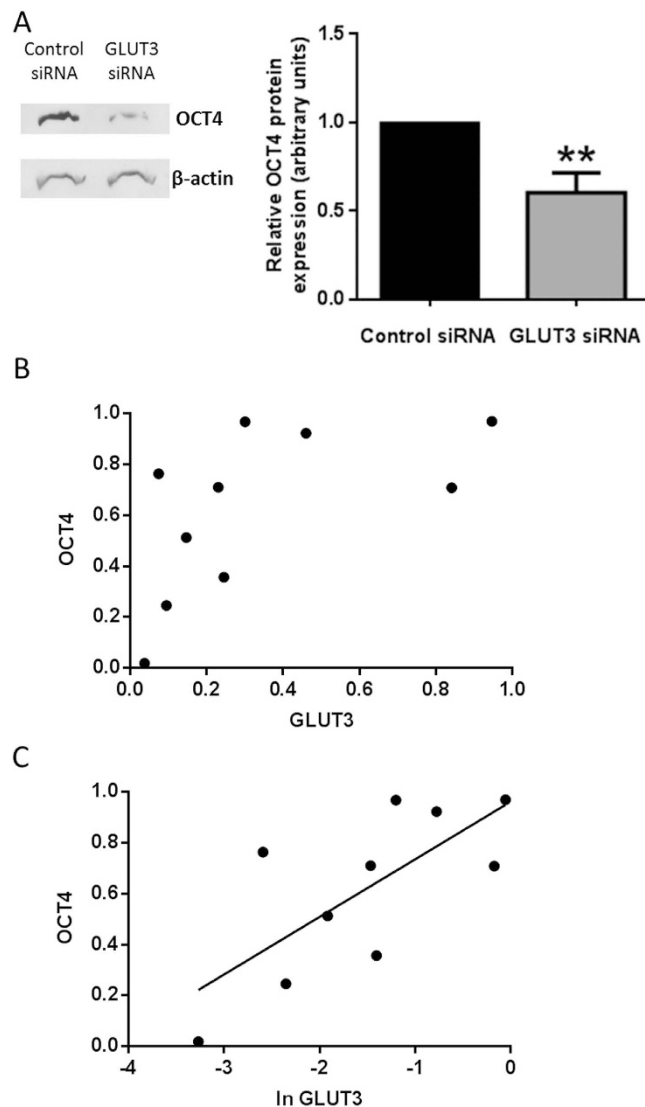 A
Control
siRNA
GLUT3
siRNA
OCT4
β-actin
Relative OCT4 protein
expression (arbitrary units)
1.5
1.0
0.5
0.0
**
Control siRNA
GLUT3 siRNA
B
OCT4
1.0
0.8
0.6
0.4
0.2
0.0
0.0
0.2
0.4
0.6
0.8
1.0
GLUT3
C
OCT4
1.0
0.8
0.6
0.4
0.2
0.0
-4
-3
-2
-1
0
ln GLUT3